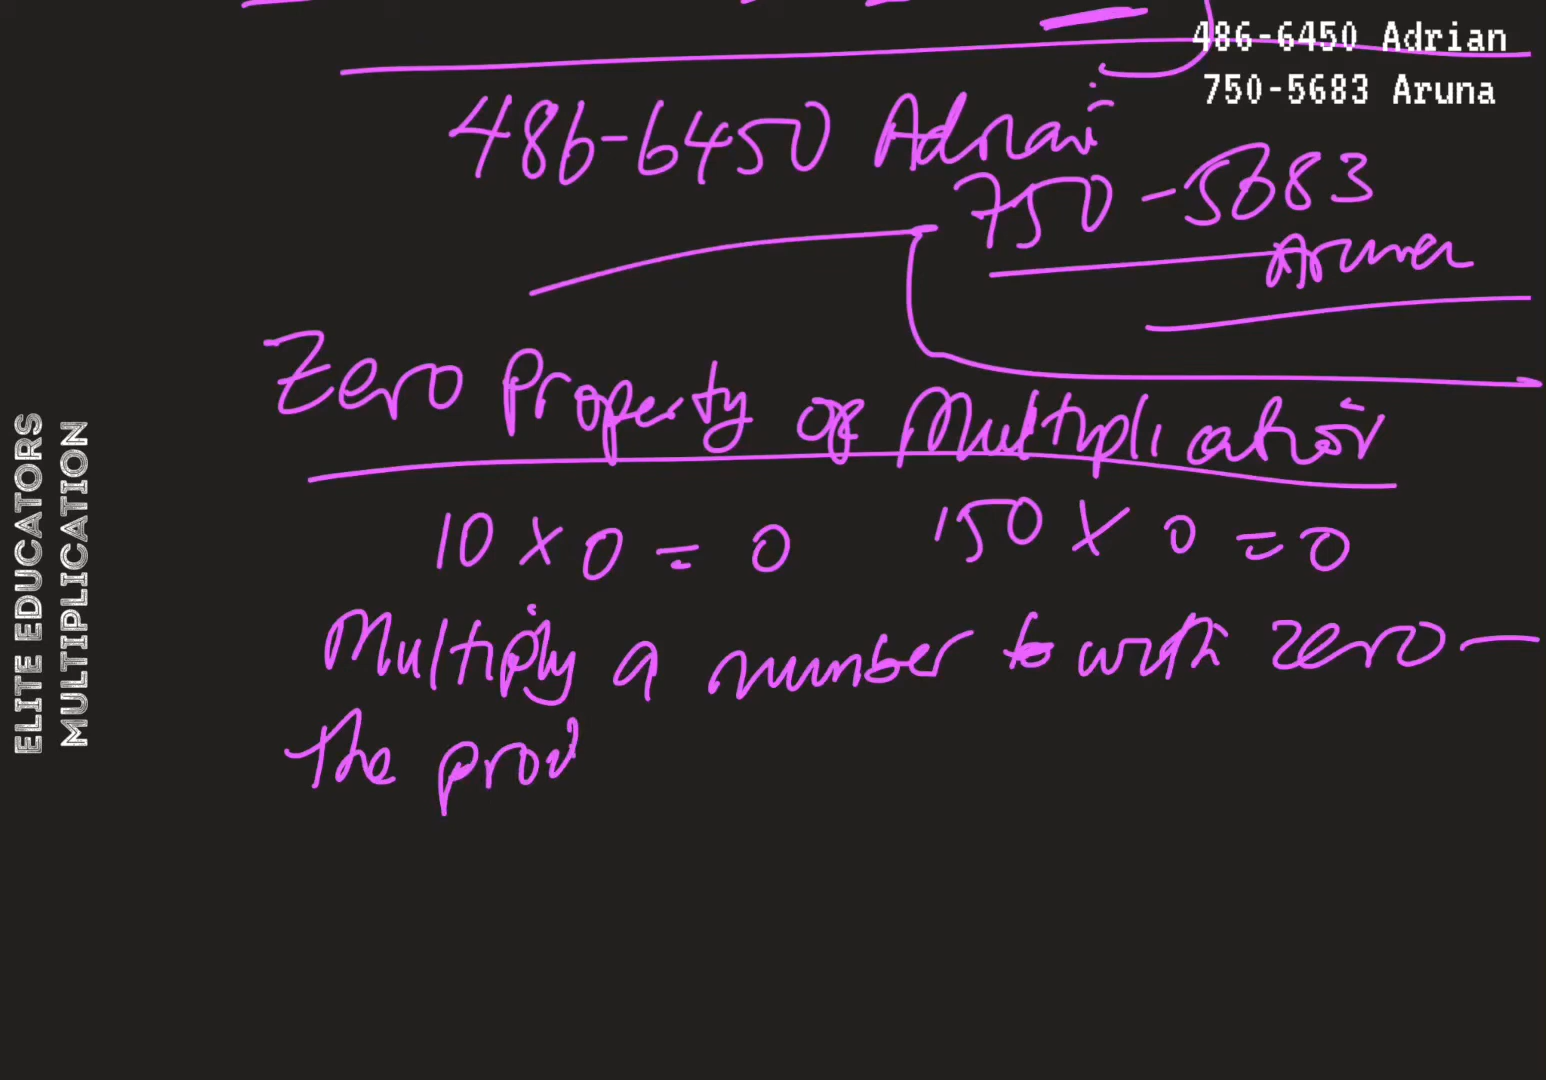 486-6450 Adrian
750-5683 Aruna
486-6450 Adrian
750-5683
Aruna
Zero Property of Multiplication
10 × 0 = 0 150 × 0 = 0
Multiply a number to with zero —
the prod
ELITE EDUCATORS
MULTIPLICATION